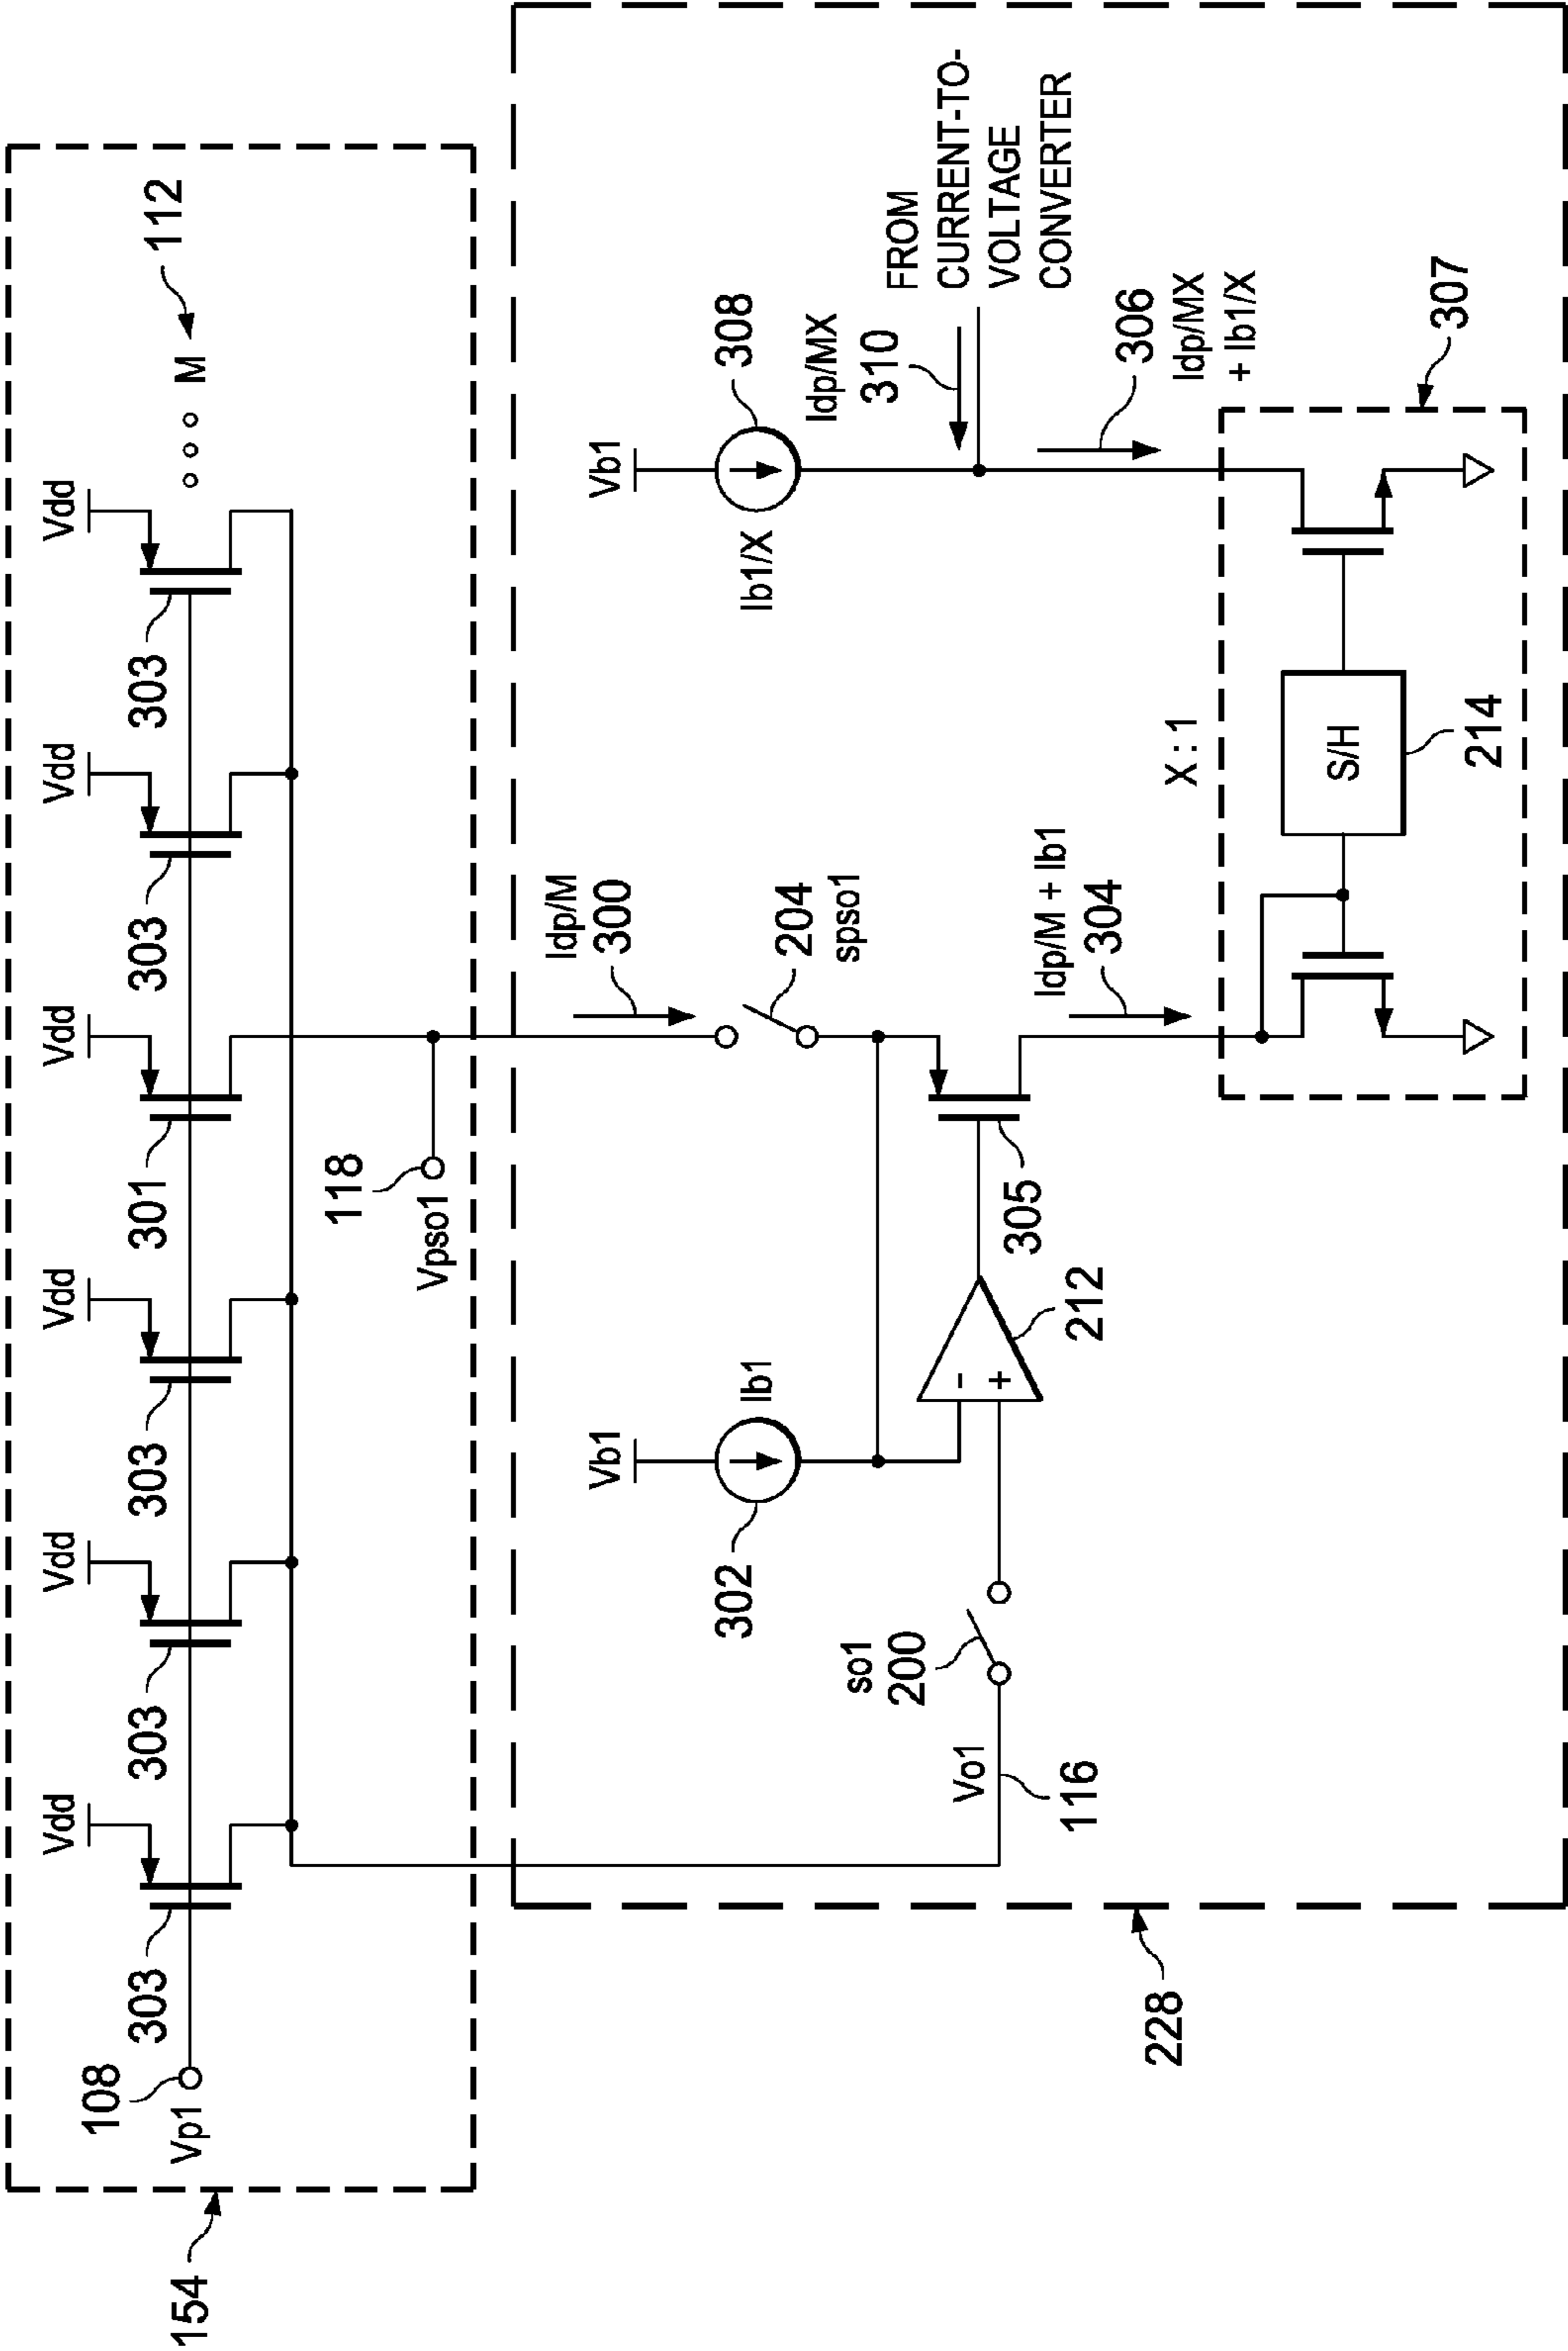 154
108
Vp1
303
Vdd
303
Vdd
303
Vdd
301
Vdd
303
Vdd
303
Vdd
M
112
118
Vpso1
Idp/M
300
228
Vb1
302
Ib1
so1
200
Vo1
116
-
+
212
305
204
spso1
Idp/M + Ib1
304
Vb1
308
Ib1/X
Idp/MX
310
FROM
CURRENT-TO-
VOLTAGE
CONVERTER
306
Idp/MX
+ Ib1/X
X : 1
S/H
214
307